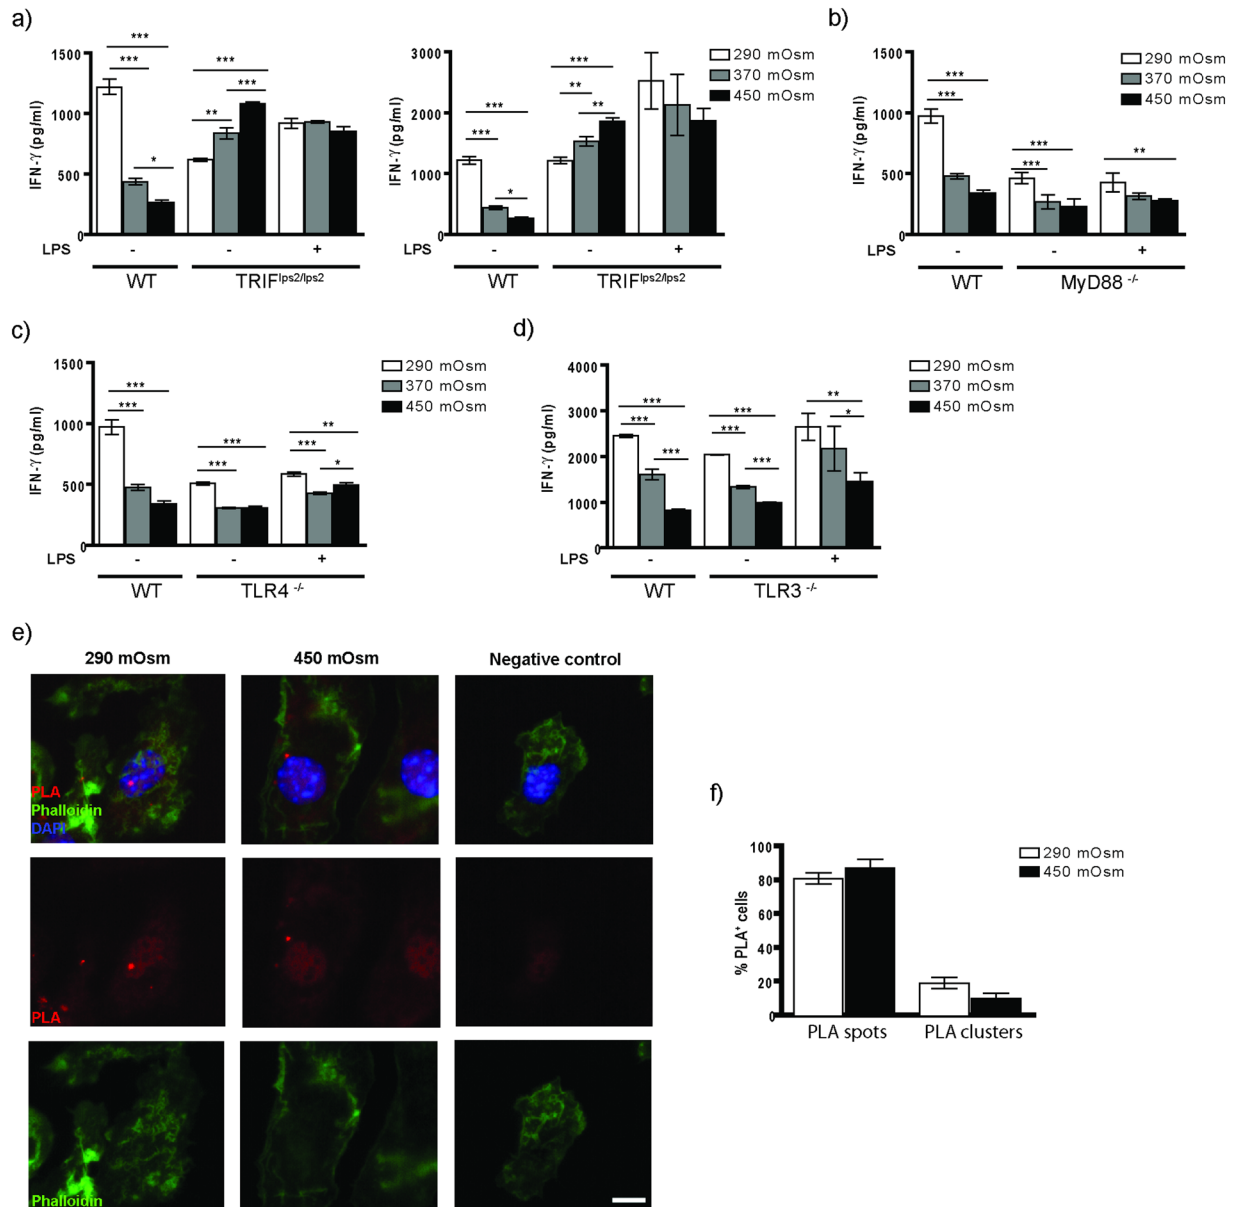 a)
1500
1000
500
0
IFN-γ (pg/ml)
***
***
*
***
**
***
LPS
-
-
+
WT
TRIFlps2/lps2
3000
2000
1000
0
IFN-γ (pg/ml)
***
***
*
***
**
**
290 mOsm
370 mOsm
450 mOsm
-
-
+
WT
TRIFlps2/lps2
b)
1500
1000
500
0
IFN-γ (pg/ml)
***
***
***
***
**
290 mOsm
370 mOsm
450 mOsm
LPS
-
-
+
WT
MyD88 -/-
c)
1500
1000
500
0
IFN-γ (pg/ml)
***
***
***
***
**
***
*
290 mOsm
370 mOsm
450 mOsm
LPS
-
-
+
WT
TLR4 -/-
d)
4000
3000
2000
1000
0
IFN-γ (pg/ml)
***
***
***
***
***
***
**
*
290 mOsm
370 mOsm
450 mOsm
LPS
-
-
+
WT
TLR3 -/-
e)
290 mOsm
450 mOsm
Negative control
PLA
Phalloidin
DAPI
PLA
Phalloidin
f)
100
80
60
40
20
0
% PLA+ cells
290 mOsm
450 mOsm
PLA spots
PLA clusters